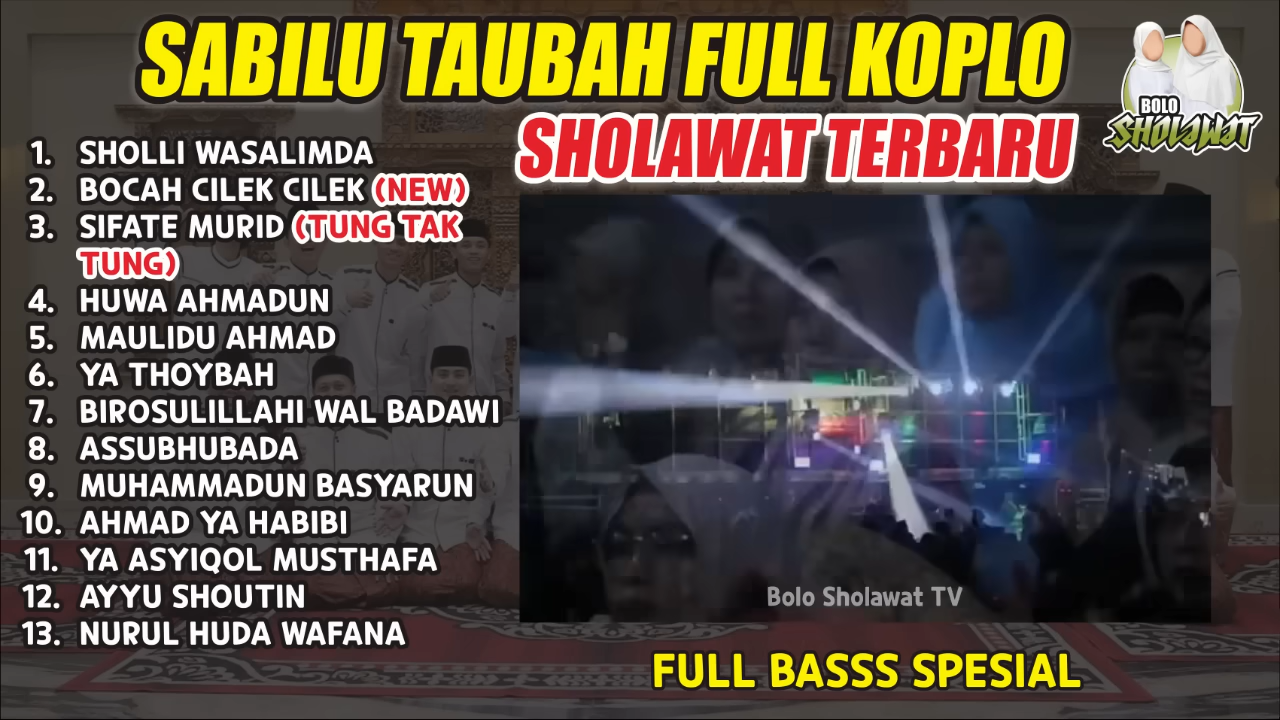 SABILU TAUBAH FULL KOPLO
SHOLAWAT TERBARU
BOLO
SHOLAWAT
1. SHOLLI WASALIMDA
2. BOCAH CILEK CILEK (NEW)
3. SIFATE MURID (TUNG TAK
TUNG)
4. HUWA AHMADUN
5. MAULIDU AHMAD
6. YA THOYBAH
7. BIROSULILLAHI WAL BADAWI
8. ASSUBHUBADA
9. MUHAMMADUN BASYARUN
10. AHMAD YA HABIBI
11. YA ASYIQOL MUSTHAFA
12. AYYU SHOUTIN
13. NURUL HUDA WAFANA
Bolo Sholawat TV
FULL BASSS SPESIAL